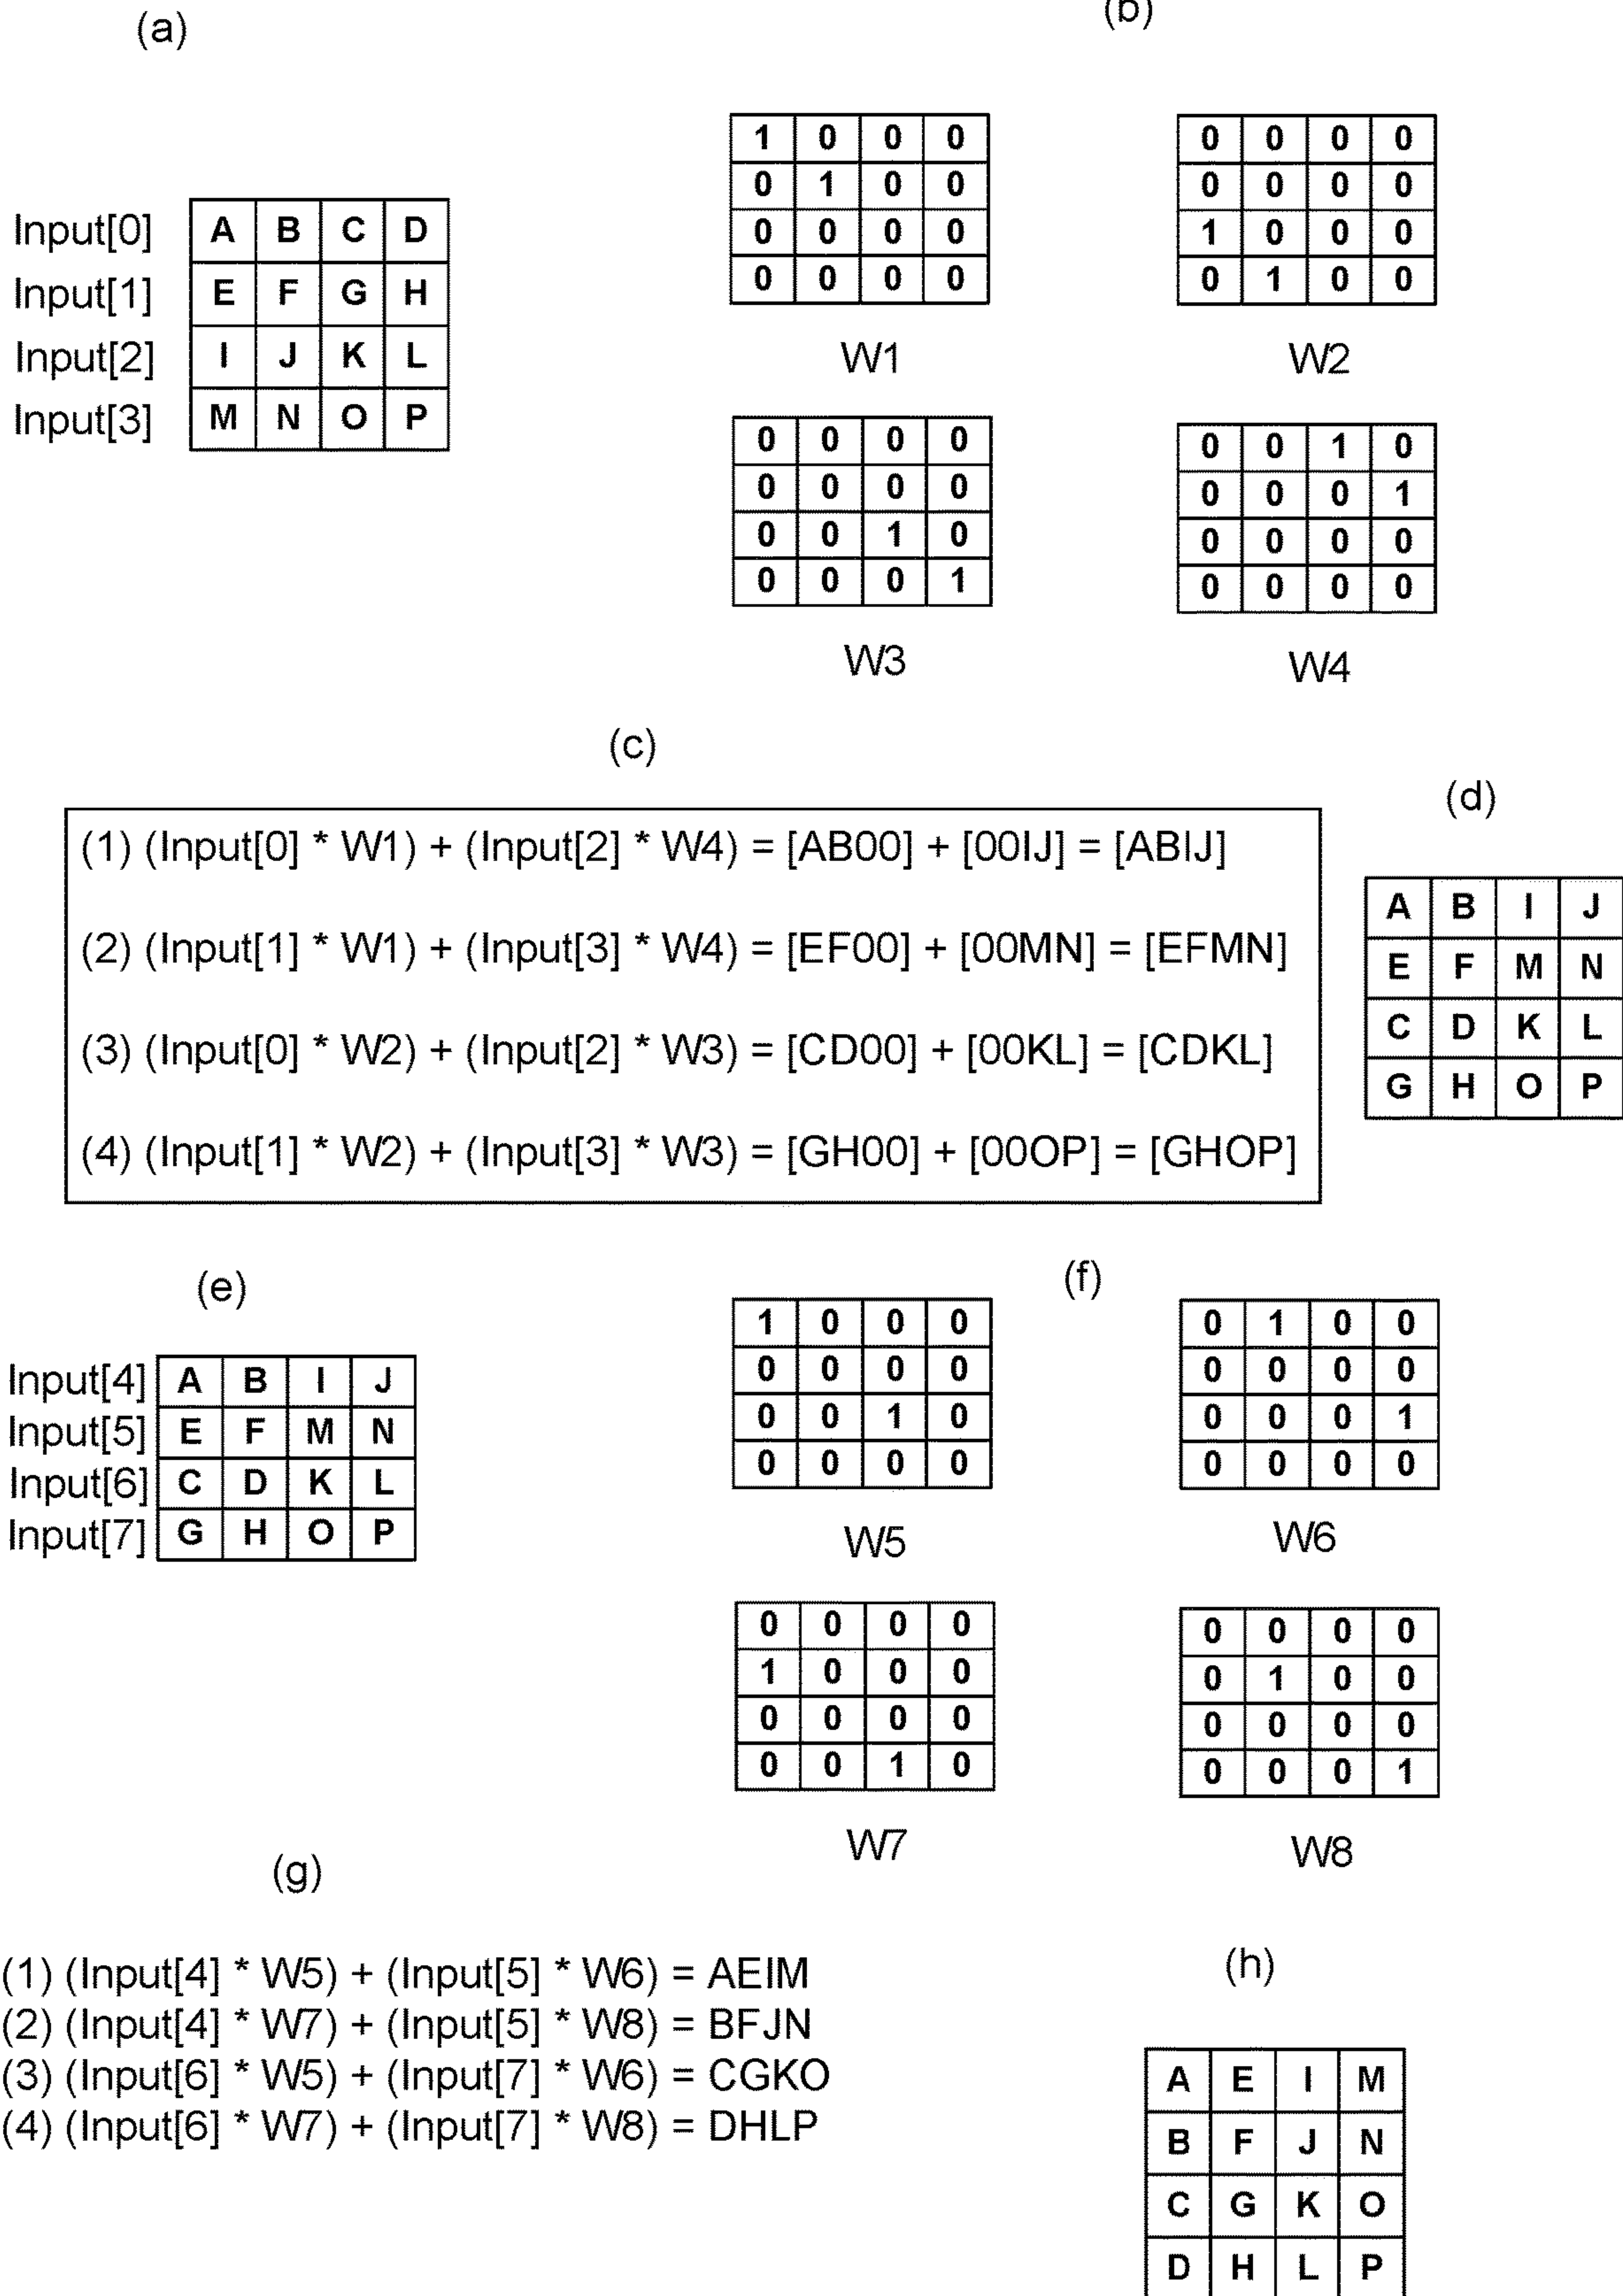 (a)
(b)
Input[0] A B C D
Input[1] E F G H
Input[2] I J K L
Input[3] M N O P
1 0 0 0
0 1 0 0
0 0 0 0
0 0 0 0
W1
0 0 0 0
0 0 0 0
1 0 0 0
0 1 0 0
W2
0 0 0 0
0 0 0 0
0 0 1 0
0 0 0 1
W3
0 0 1 0
0 0 0 1
0 0 0 0
0 0 0 0
W4
(c)
(1) (Input[0] * W1) + (Input[2] * W4) = [AB00] + [00IJ] = [ABIJ]
(2) (Input[1] * W1) + (Input[3] * W4) = [EF00] + [00MN] = [EFMN]
(3) (Input[0] * W2) + (Input[2] * W3) = [CD00] + [00KL] = [CDKL]
(4) (Input[1] * W2) + (Input[3] * W3) = [GH00] + [00OP] = [GHOP]
(d)
A B I J
E F M N
C D K L
G H O P
(e)
Input[4] A B I J
Input[5] E F M N
Input[6] C D K L
Input[7] G H O P
(f)
1 0 0 0
0 0 0 0
0 0 1 0
0 0 0 0
W5
0 1 0 0
0 0 0 0
0 0 0 1
0 0 0 0
W6
0 0 0 0
1 0 0 0
0 0 0 0
0 0 1 0
W7
0 0 0 0
0 1 0 0
0 0 0 0
0 0 0 1
W8
(g)
(1) (Input[4] * W5) + (Input[5] * W6) = AEIM
(2) (Input[4] * W7) + (Input[5] * W8) = BFJN
(3) (Input[6] * W5) + (Input[7] * W6) = CGKO
(4) (Input[6] * W7) + (Input[7] * W8) = DHLP
(h)
A E I M
B F J N
C G K O
D H L P